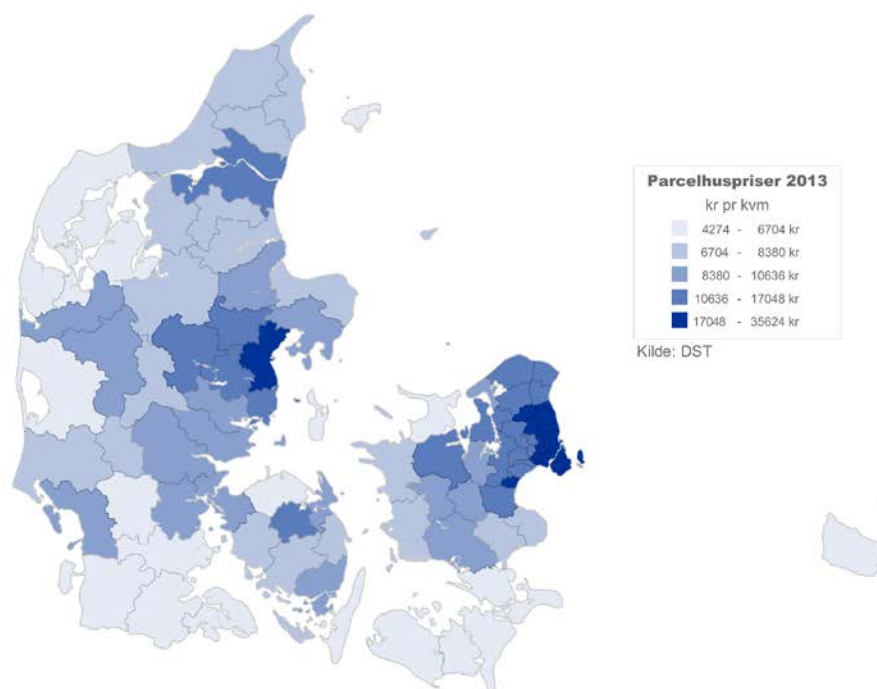 Parcelhuspriser 2013
kr pr kvm
4274 - 6704 kr
6704 - 8380 kr
8380 - 10636 kr
10636 - 17048 kr
17048 - 35624 kr
Kilde: DST